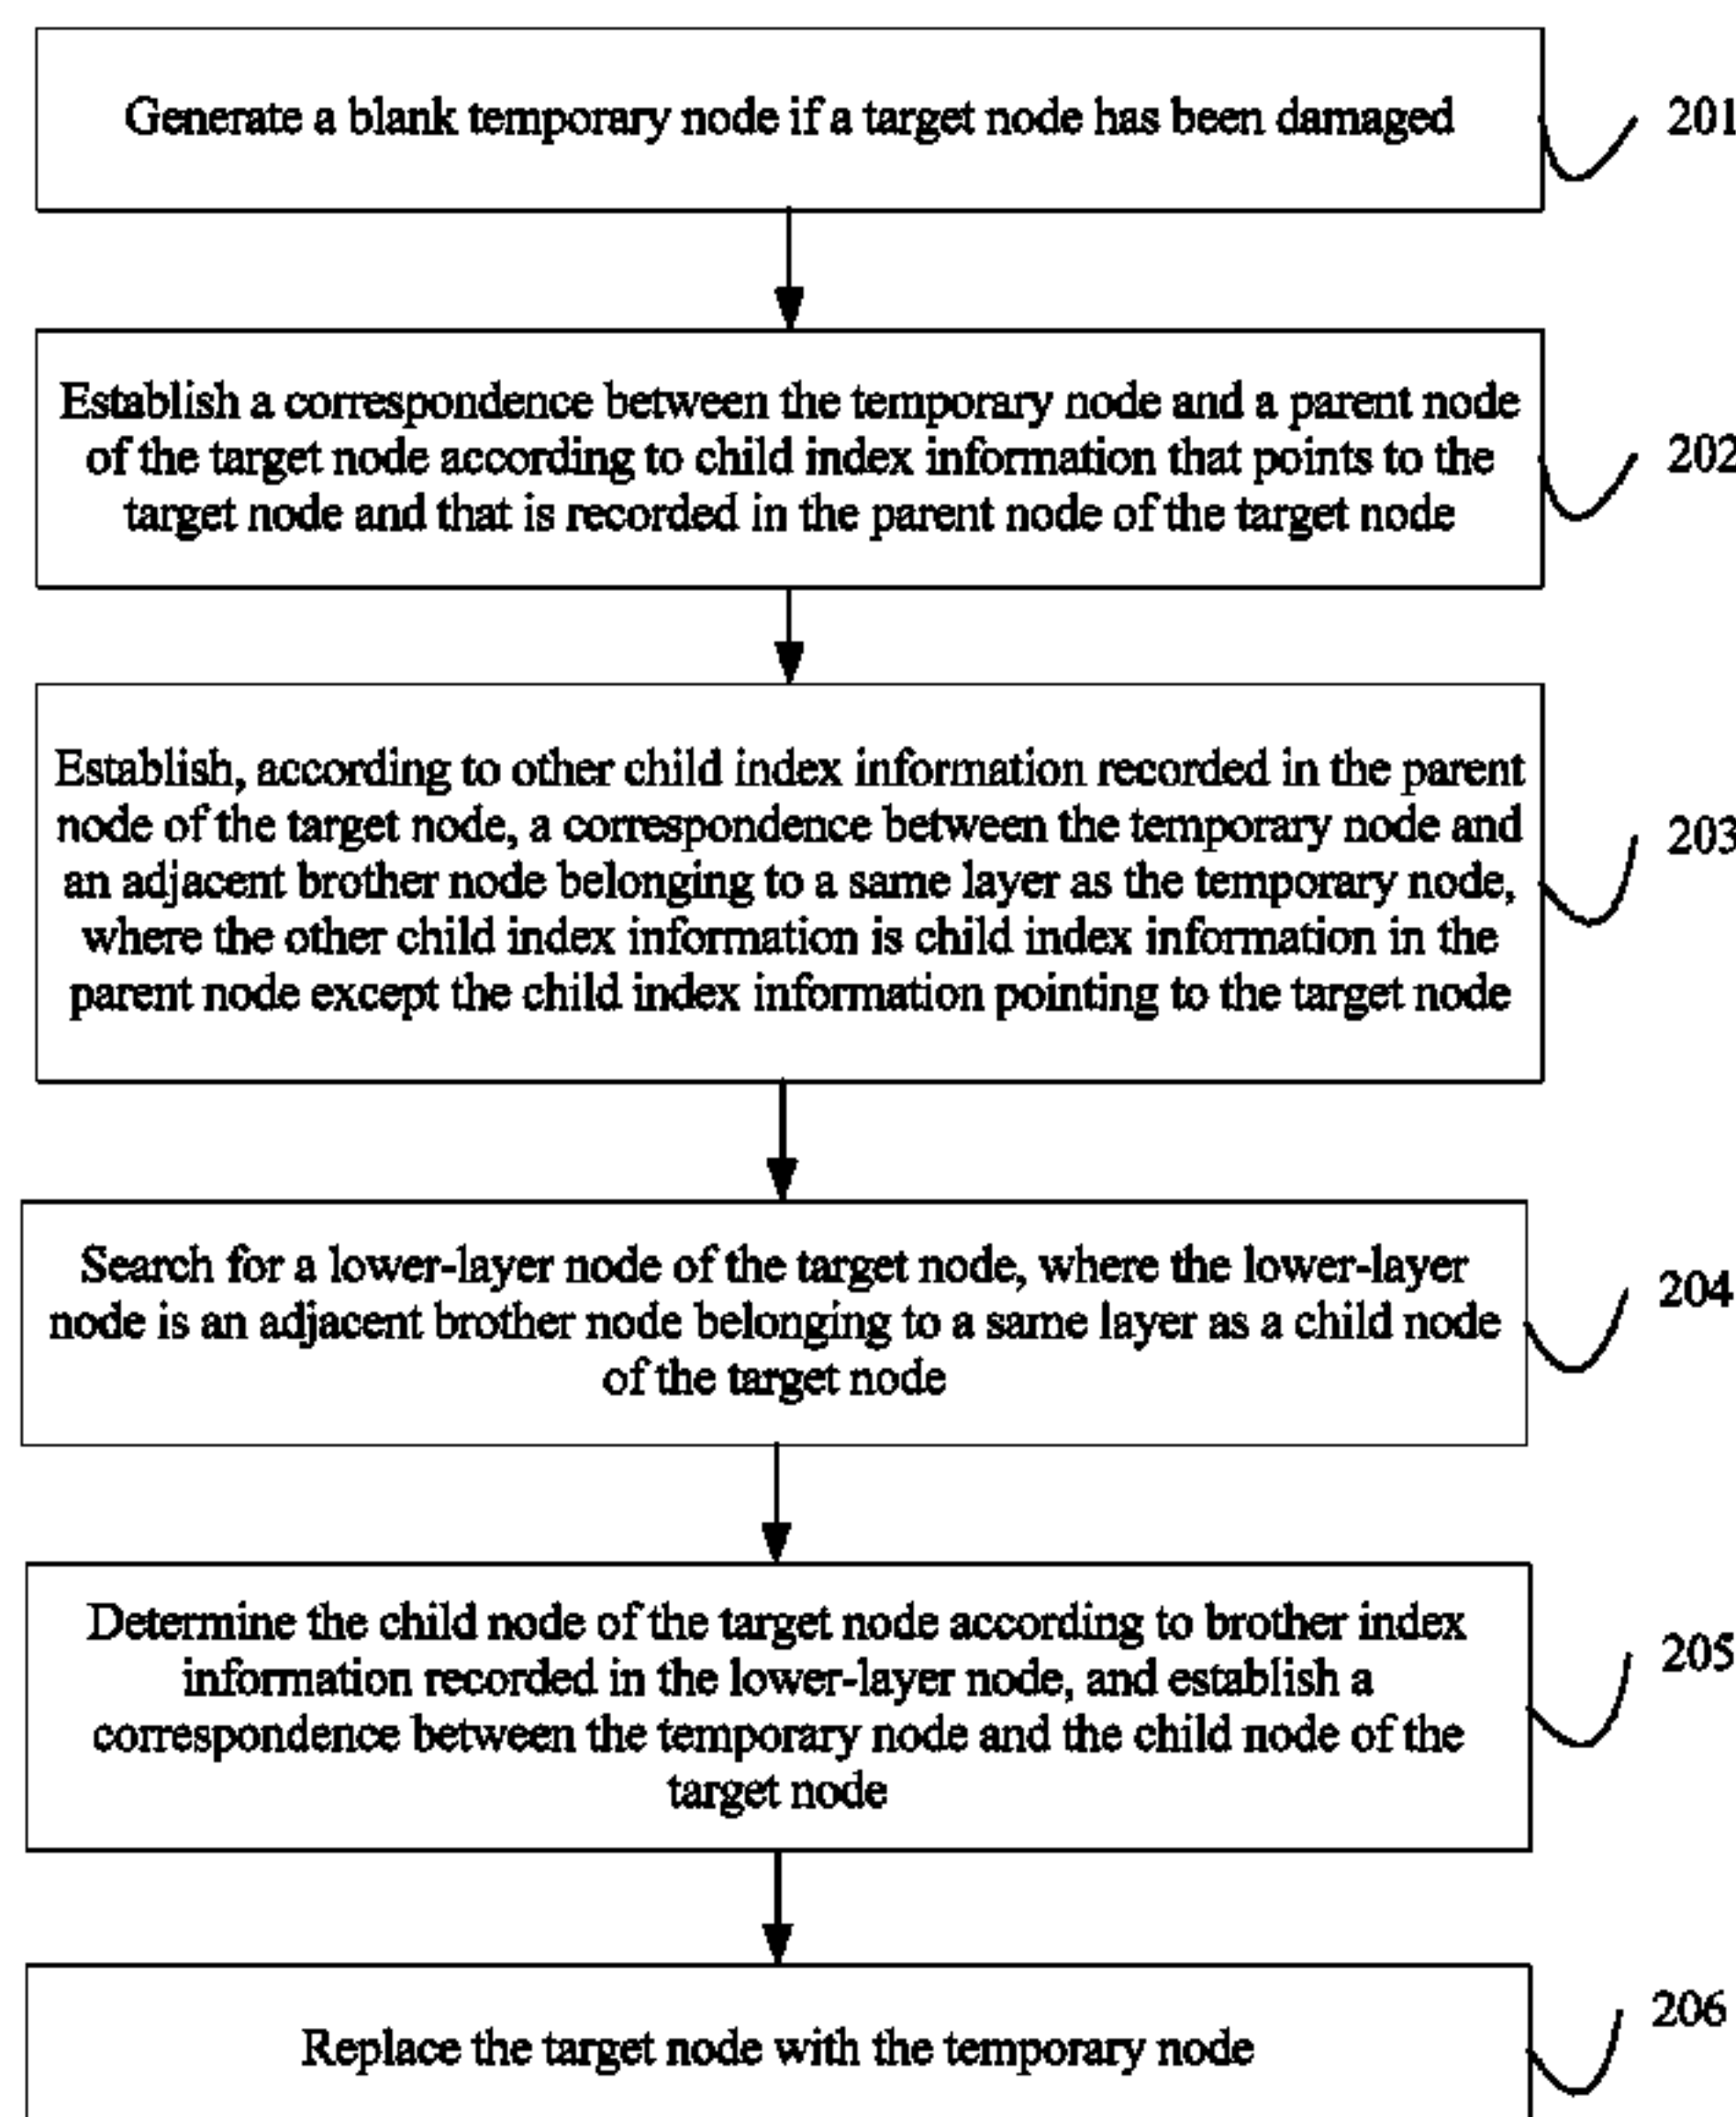 Generate a blank temporary node if a target node has been damaged
201
Establish a correspondence between the temporary node and a parent node
of the target node according to child index information that points to the
target node and that is recorded in the parent node of the target node
202
Establish, according to other child index information recorded in the parent
node of the target node, a correspondence between the temporary node and
an adjacent brother node belonging to a same layer as the temporary node,
where the other child index information is child index information in the
parent node except the child index information pointing to the target node
203
Search for a lower-layer node of the target node, where the lower-layer
node is an adjacent brother node belonging to a same layer as a child node
of the target node
204
Determine the child node of the target node according to brother index
information recorded in the lower-layer node, and establish a
correspondence between the temporary node and the child node of the
target node
205
Replace the target node with the temporary node
206